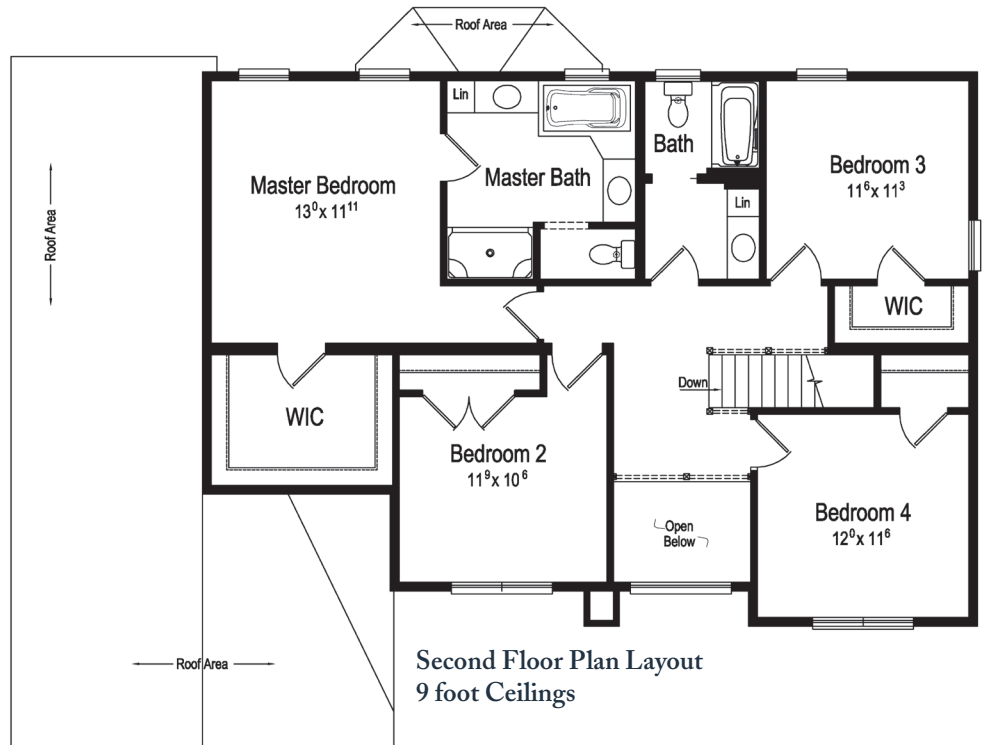 Roof Area
Lin
Bath
Master Bedroom
13⁰x 11¹¹
Master Bath
Bedroom 3
11⁶x 11³
Lin
Roof Area
WIC
Down
WIC
Bedroom 2
11⁹x 10⁶
Open
Below
Bedroom 4
12⁰x 11⁶
Roof Area
Second Floor Plan Layout
9 foot Ceilings